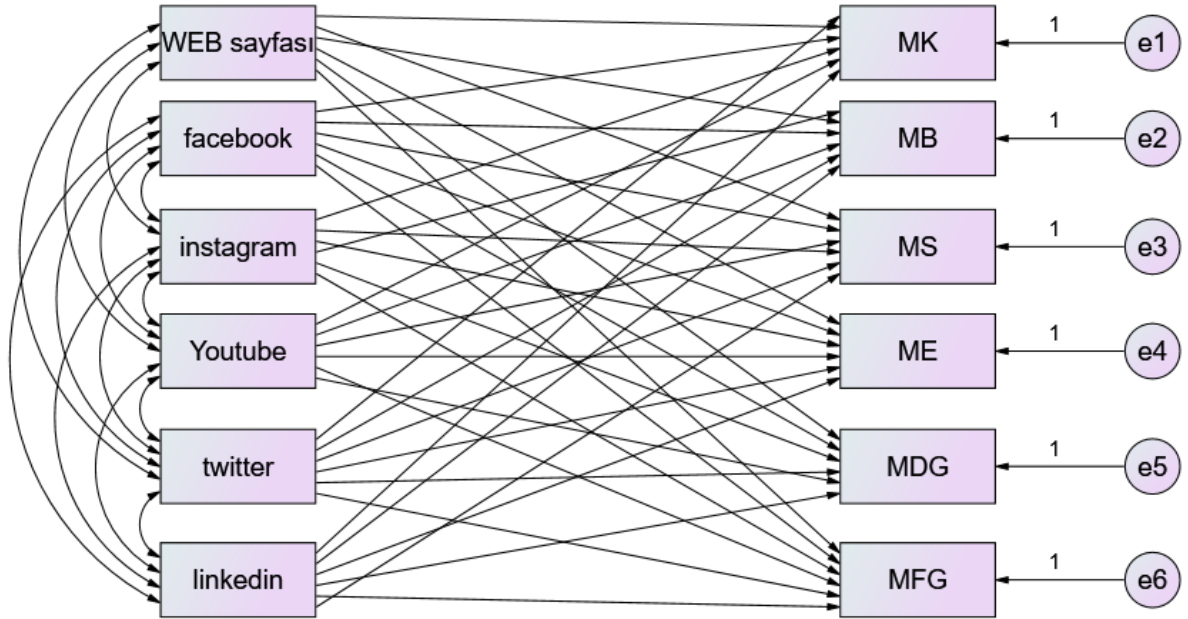 WEB sayfası
MK
1
e1
facebook
MB
1
e2
instagram
MS
1
e3
Youtube
ME
1
e4
twitter
MDG
1
e5
linkedin
MFG
1
e6